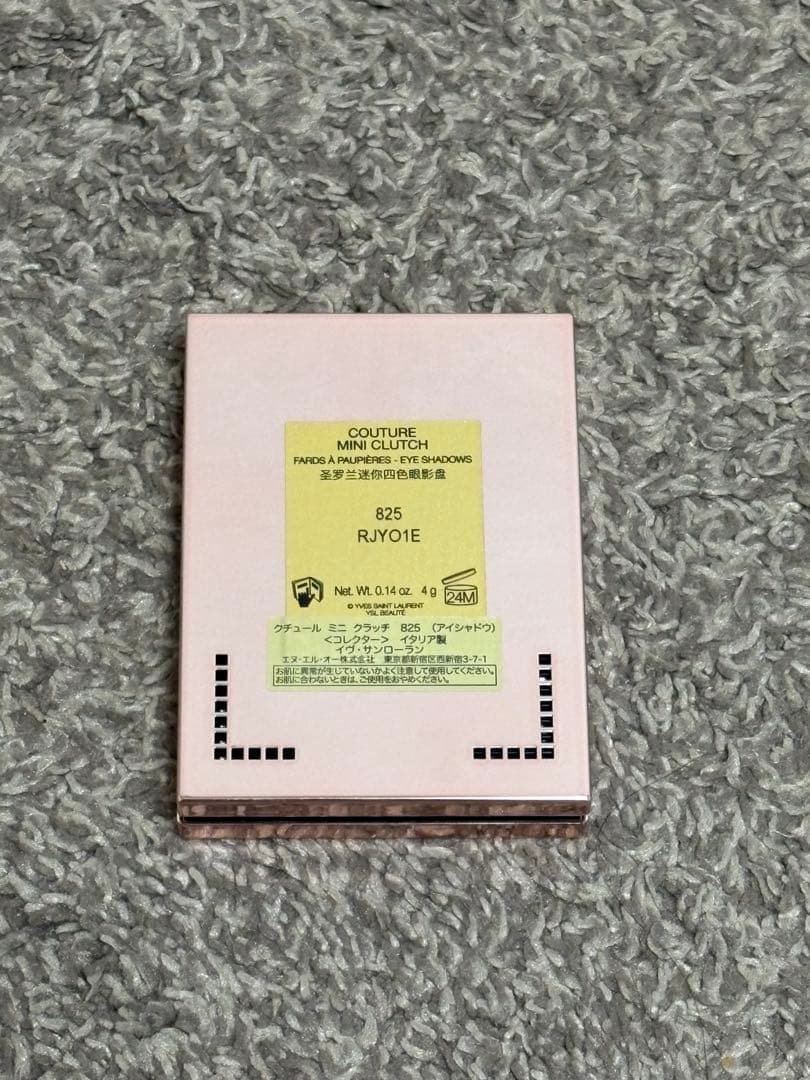 COUTURE
MINI CLUTCH
FARDS À PAUPIÈRES - EYE SHADOWS
圣罗兰迷你四色眼影盘
825
RJYO1E
Net. Wt. 0.14 oz. 4 g
24M
© YVES SAINT LAURENT
YSL BEAUTÉ
クチュール ミニ クラッチ 825 (アイシャドウ)
<コレクター> イタリア製
イヴ・サンローラン
エヌ・エル・オー株式会社 東京都新宿区西新宿3-7-1
お肌に異常が生じていないかよく注意して使用してください。
お肌に合わないときは、ご使用をおやめください。